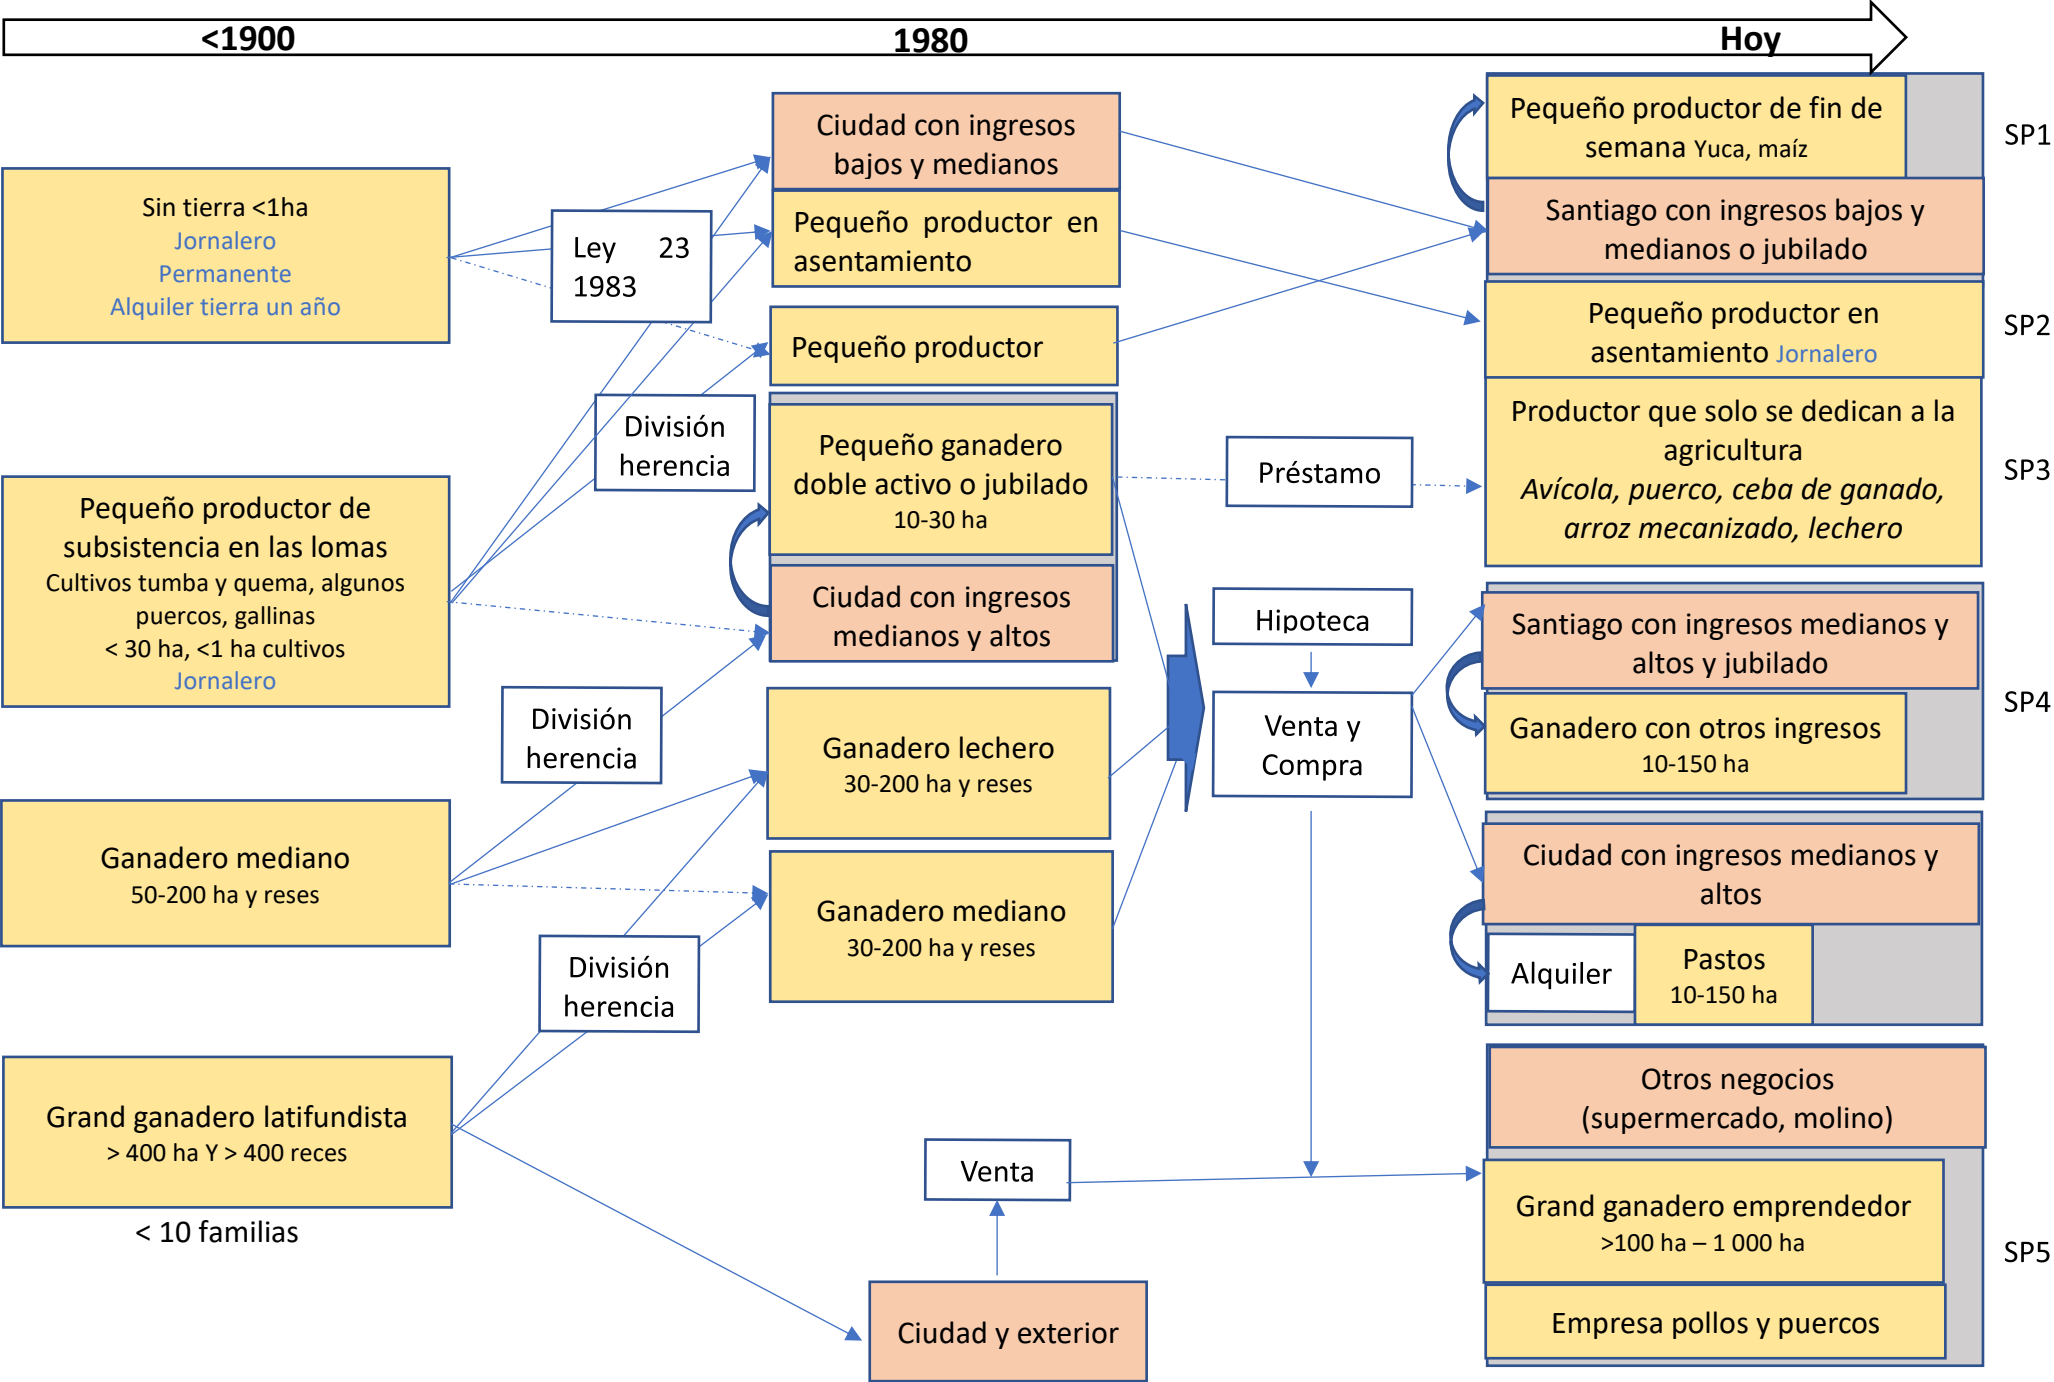 <1900
1980
Hoy
Sin tierra <1ha
Jornalero
Permanente
Alquiler tierra un año
Pequeño productor de
subsistencia en las lomas
Cultivos tumba y quema, algunos
puercos, gallinas
< 30 ha, <1 ha cultivos
Jornalero
Ganadero mediano
50-200 ha y reses
Grand ganadero latifundista
> 400 ha Y > 400 reces
< 10 familias
Ley 23
1983
División
herencia
División
herencia
División
herencia
Ciudad con ingresos
bajos y medianos
Pequeño productor en
asentamiento
Pequeño productor
Pequeño ganadero
doble activo o jubilado
10-30 ha
Ciudad con ingresos
medianos y altos
Ganadero lechero
30-200 ha y reses
Ganadero mediano
30-200 ha y reses
Venta
Ciudad y exterior
Préstamo
Hipoteca
Venta y
Compra
Pequeño productor de fin de
semana Yuca, maíz
SP1
Santiago con ingresos bajos y
medianos o jubilado
Pequeño productor en
asentamiento Jornalero
SP2
Productor que solo se dedican a la
agricultura
Avícola, puerco, ceba de ganado,
arroz mecanizado, lechero
SP3
Santiago con ingresos medianos y
altos y jubilado
Ganadero con otros ingresos
10-150 ha
SP4
Ciudad con ingresos medianos y
altos
Alquiler
Pastos
10-150 ha
Otros negocios
(supermercado, molino)
Grand ganadero emprendedor
>100 ha – 1 000 ha
Empresa pollos y puercos
SP5